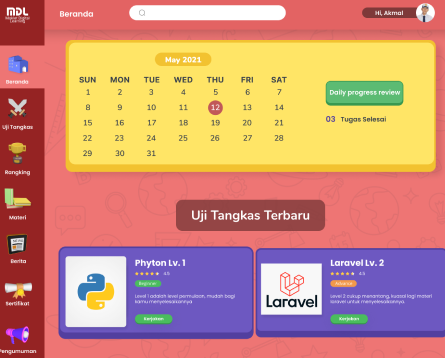 MDL
Makaar Digital
Learning
Beranda
Hi, Akmal
Beranda
Uji Tangkas
Rangking
Materi
Berita
Sertifikat
Pengumuman
May 2021
SUN MON TUE WED THU FRI SAT
1 2 3 4 5 6 7
8 9 10 11 12 13 14
15 16 17 18 19 20 21
22 23 24 25 26 27 28
29 30 31
Daily progress review
03 Tugas Selesai
Uji Tangkas Terbaru
Phyton Lv. 1
4.5
Beginner
Level 1 adalah level permulaan, mudah bagi
kamu menyelesaikannya
Kerjakan
Laravel
Laravel Lv. 2
4.5
Advance
Level 2 cukup menantang, kuasai lagi materi
laravel untuk menyelesaikannya
Kerjakan